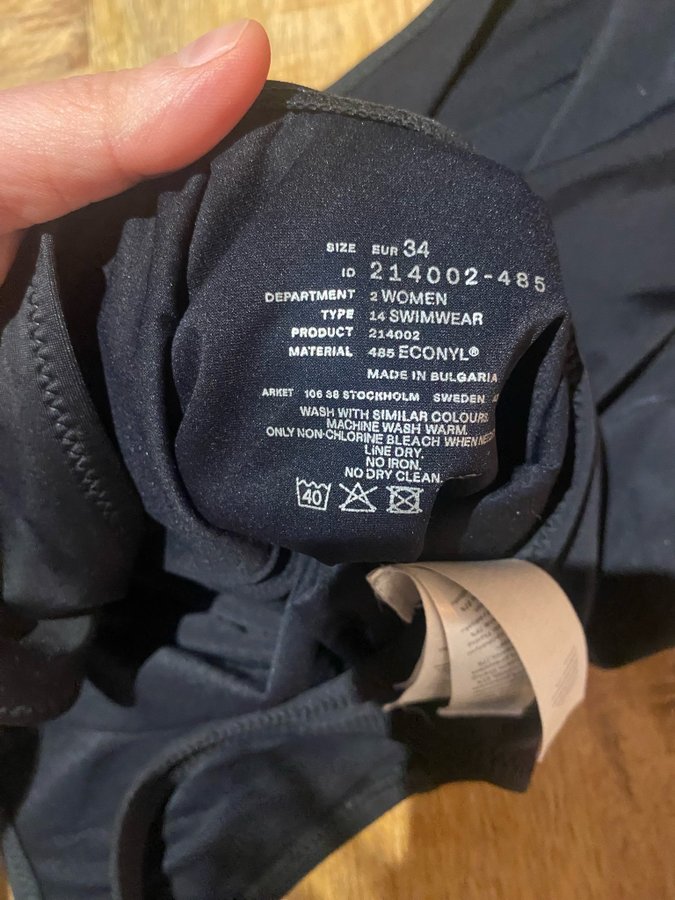 SIZE EUR 34
ID 214002-485
DEPARTMENT 2 WOMEN
TYPE 14 SWIMWEAR
PRODUCT 214002
MATERIAL 485 ECONYL®
MADE IN BULGARIA
ARKET 106 38 STOCKHOLM SWEDEN
WASH WITH SIMILAR COLOURS.
MACHINE WASH WARM.
ONLY NON-CHLORINE BLEACH WHEN
LINE DRY.
NO IRON.
NO DRY CLEAN.
40